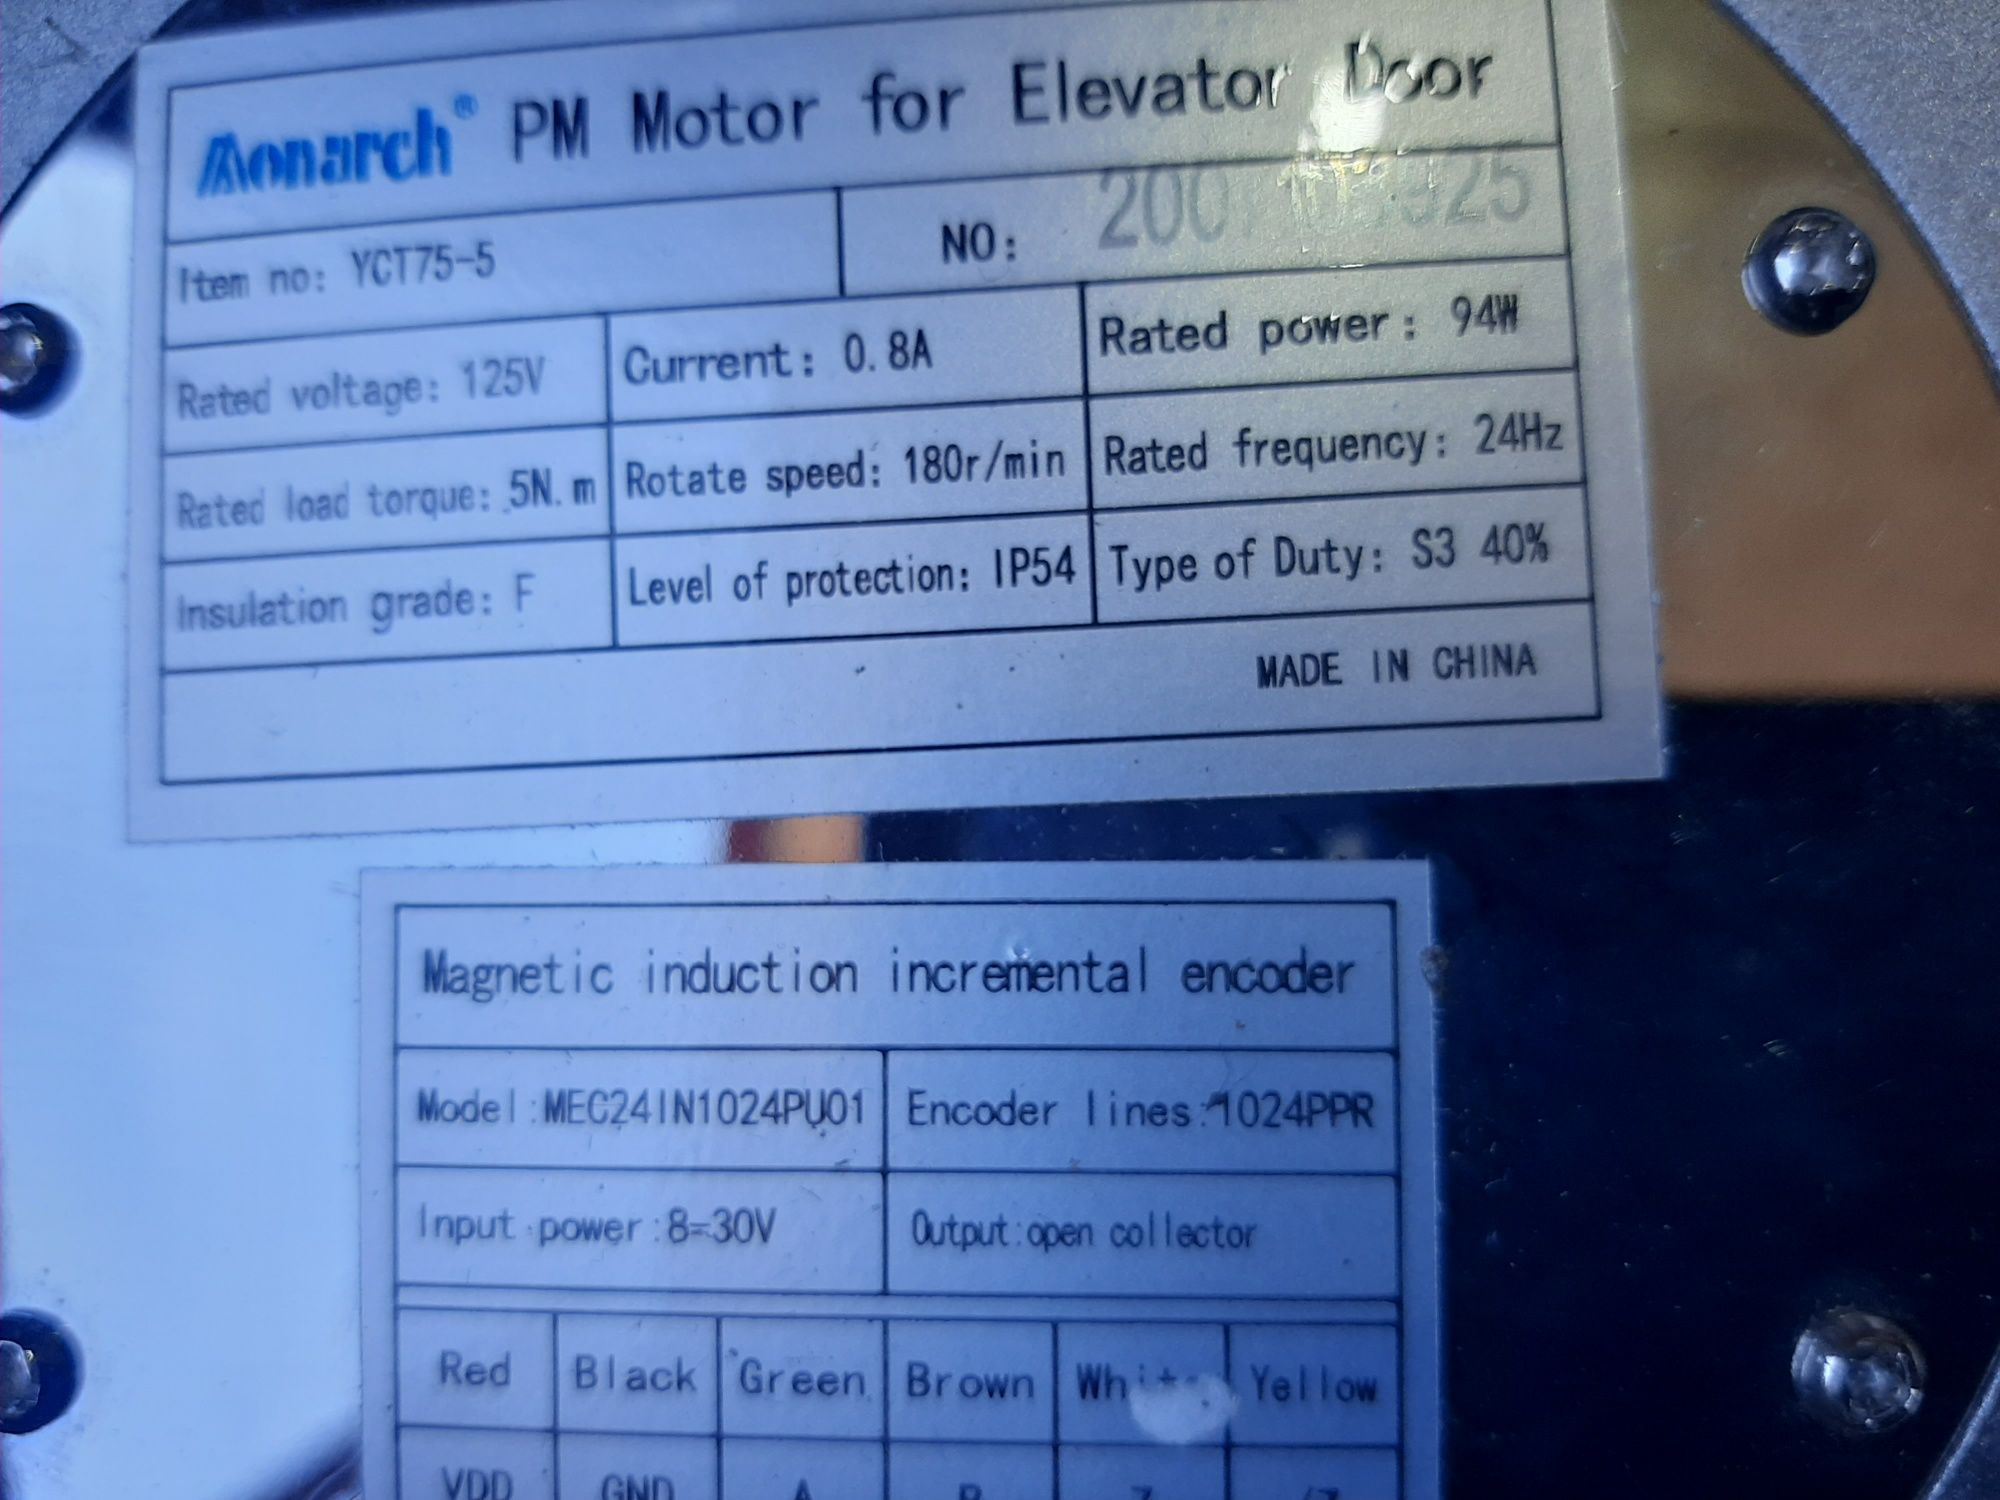 Monarch® PM Motor for Elevator Door
Item no: YCT75-5 NO:
Rated voltage: 125V Current: 0.8A Rated power: 94W
Rated load torque: 5N.m Rotate speed: 180r/min Rated frequency: 24Hz
Insulation grade: F Level of protection: IP54 Type of Duty: S3 40%
MADE IN CHINA
Magnetic induction incremental encoder
Model:MEC24IN1024PU01 Encoder lines:1024PPR
Input power:8-30V Output:open collector
Red Black Green Brown White Yellow
VDD GND A B Z